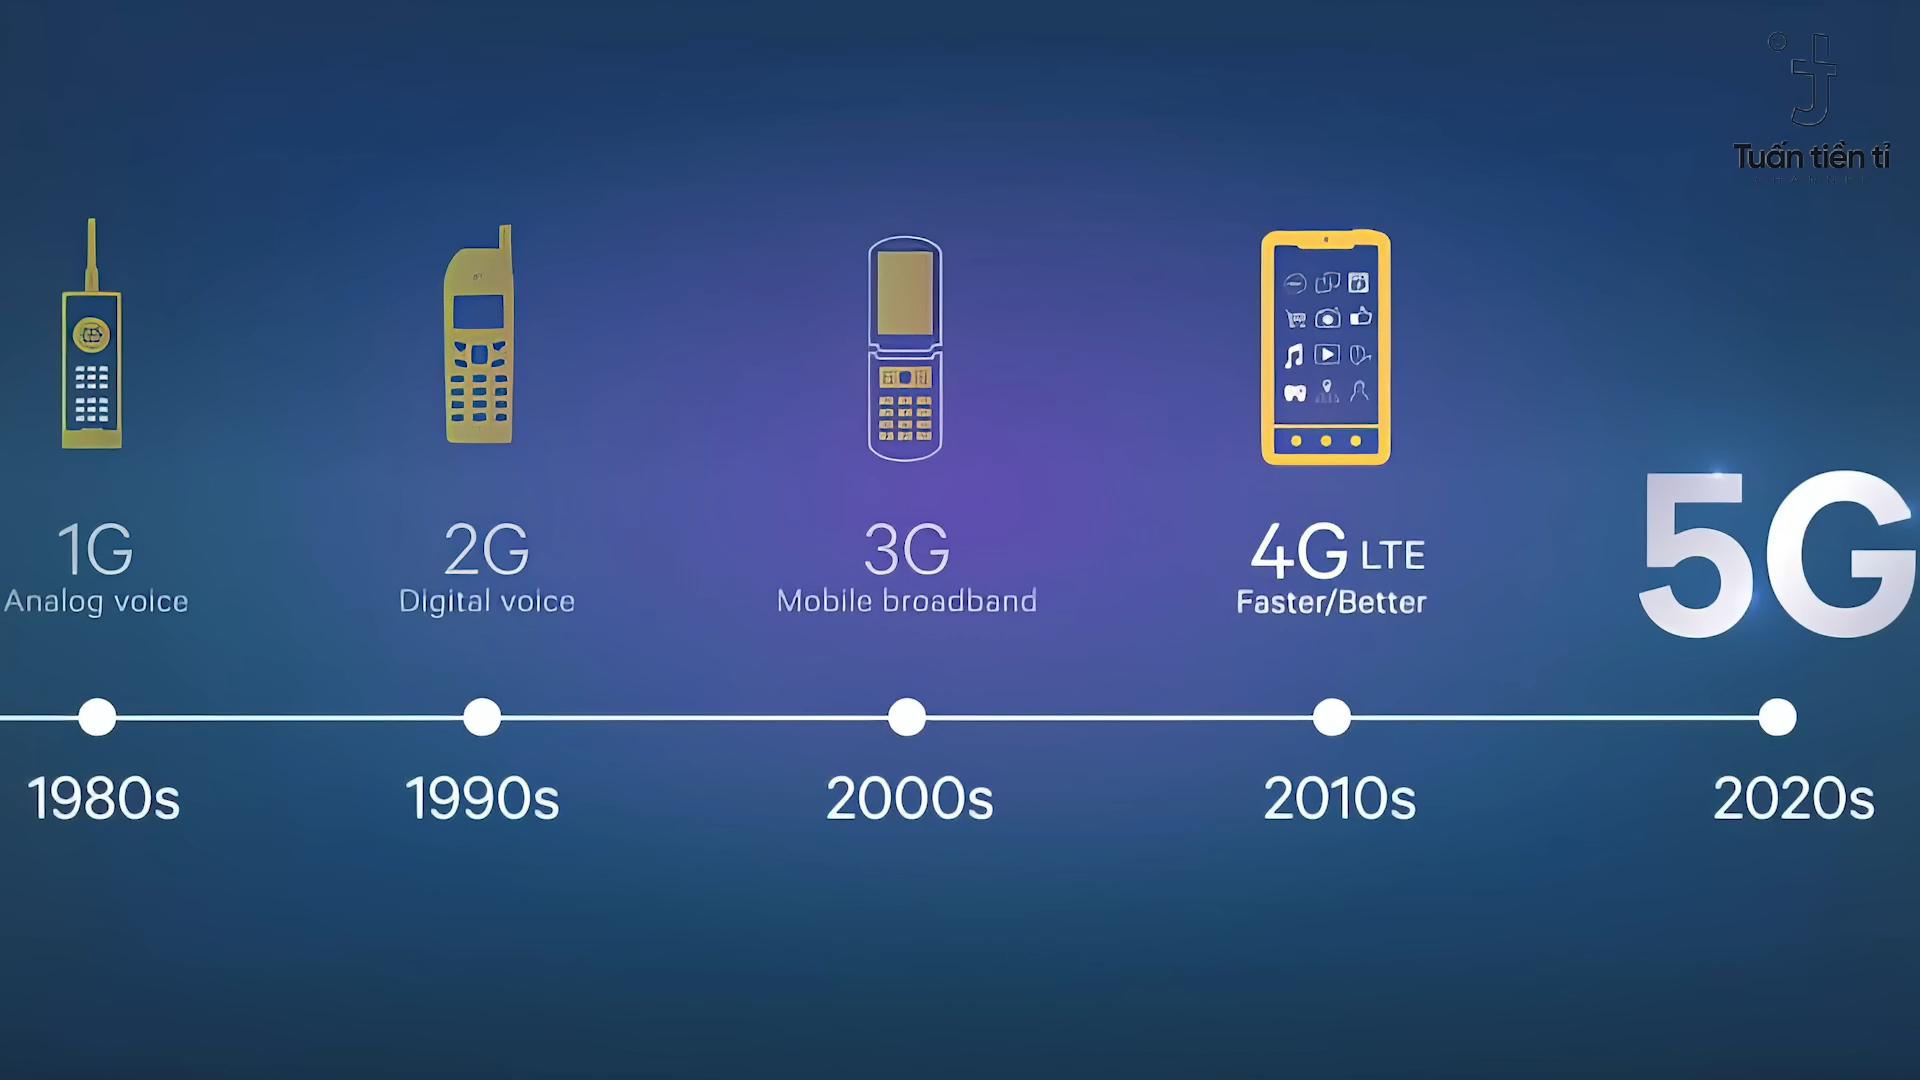 Tuấn tiền tỉ
CHANNEL
1G
Analog voice
2G
Digital voice
3G
Mobile broadband
4G LTE
Faster/Better
5G
1980s
1990s
2000s
2010s
2020s